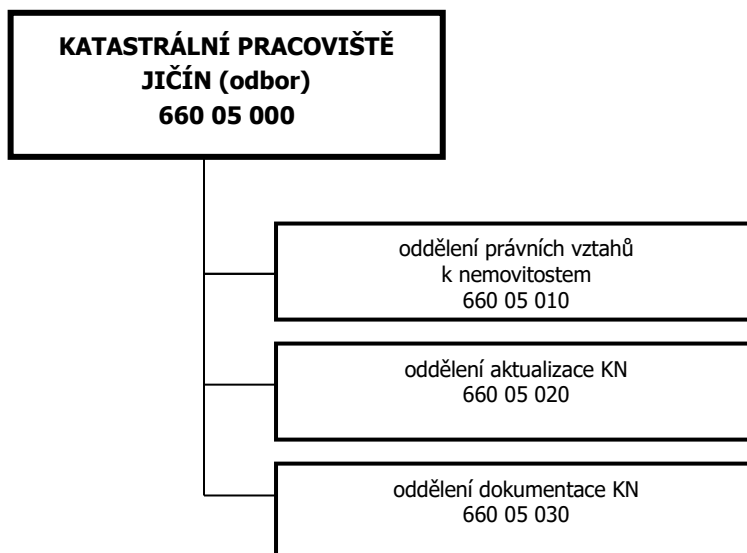 KATASTRÁLNÍ PRACOVIŠTĚ
JIČÍN (odbor)
660 05 000
oddělení právních vztahů
k nemovitostem
660 05 010
oddělení aktualizace KN
660 05 020
oddělení dokumentace KN
660 05 030